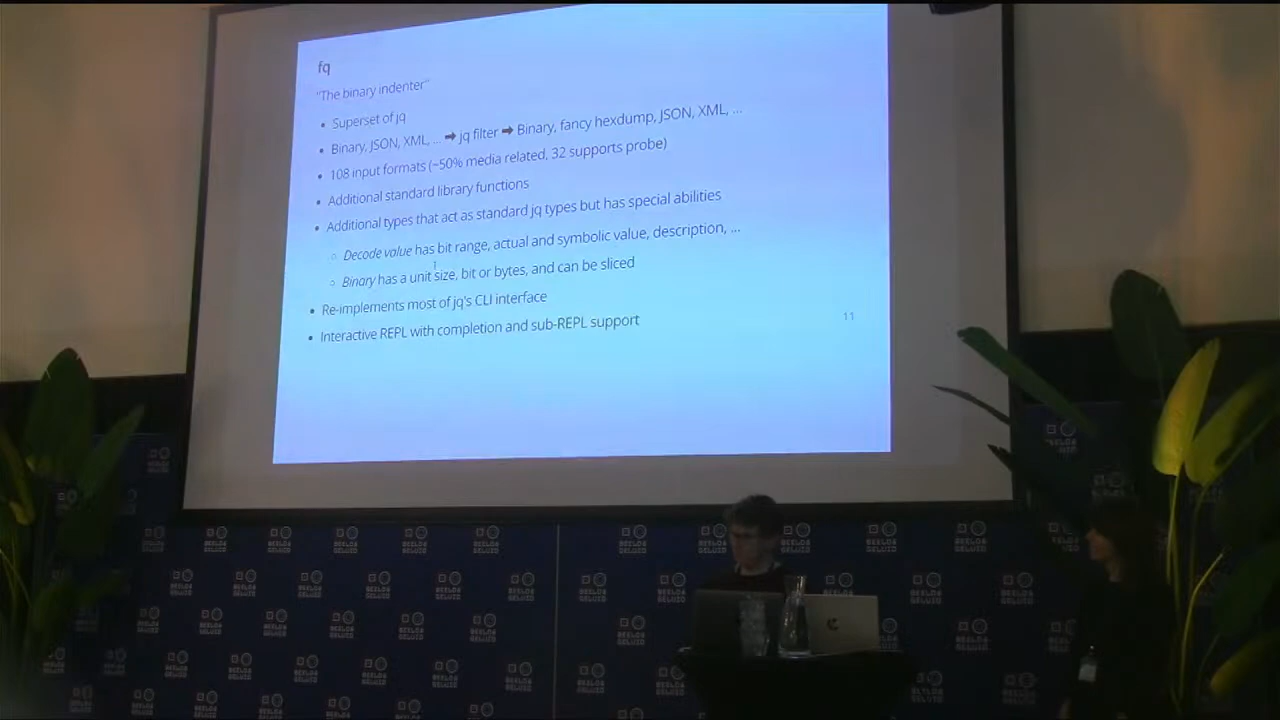 fq
"The binary indenter"
• Superset of jq
• Binary, JSON, XML, ... ➡ jq filter ➡ Binary, fancy hexdump, JSON, XML, ...
• 108 input formats (~50% media related, 32 supports probe)
• Additional standard library functions
• Additional types that act as standard jq types but has special abilities
○ Decode value has bit range, actual and symbolic value, description, ...
○ Binary has a unit size, bit or bytes, and can be sliced
• Re-implements most of jq's CLI interface
• Interactive REPL with completion and sub-REPL support
11
BEELD&
GELUID